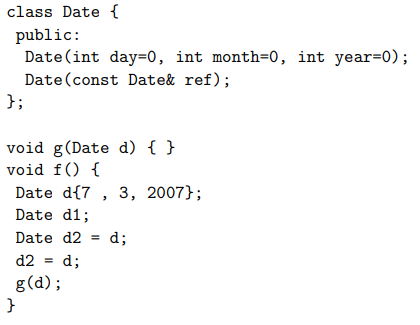 class Date {
 public:
  Date(int day=0, int month=0, int year=0);
  Date(const Date& ref);
};

void g(Date d) { }
void f() {
 Date d{7 , 3, 2007};
 Date d1;
 Date d2 = d;
 d2 = d;
 g(d);
}